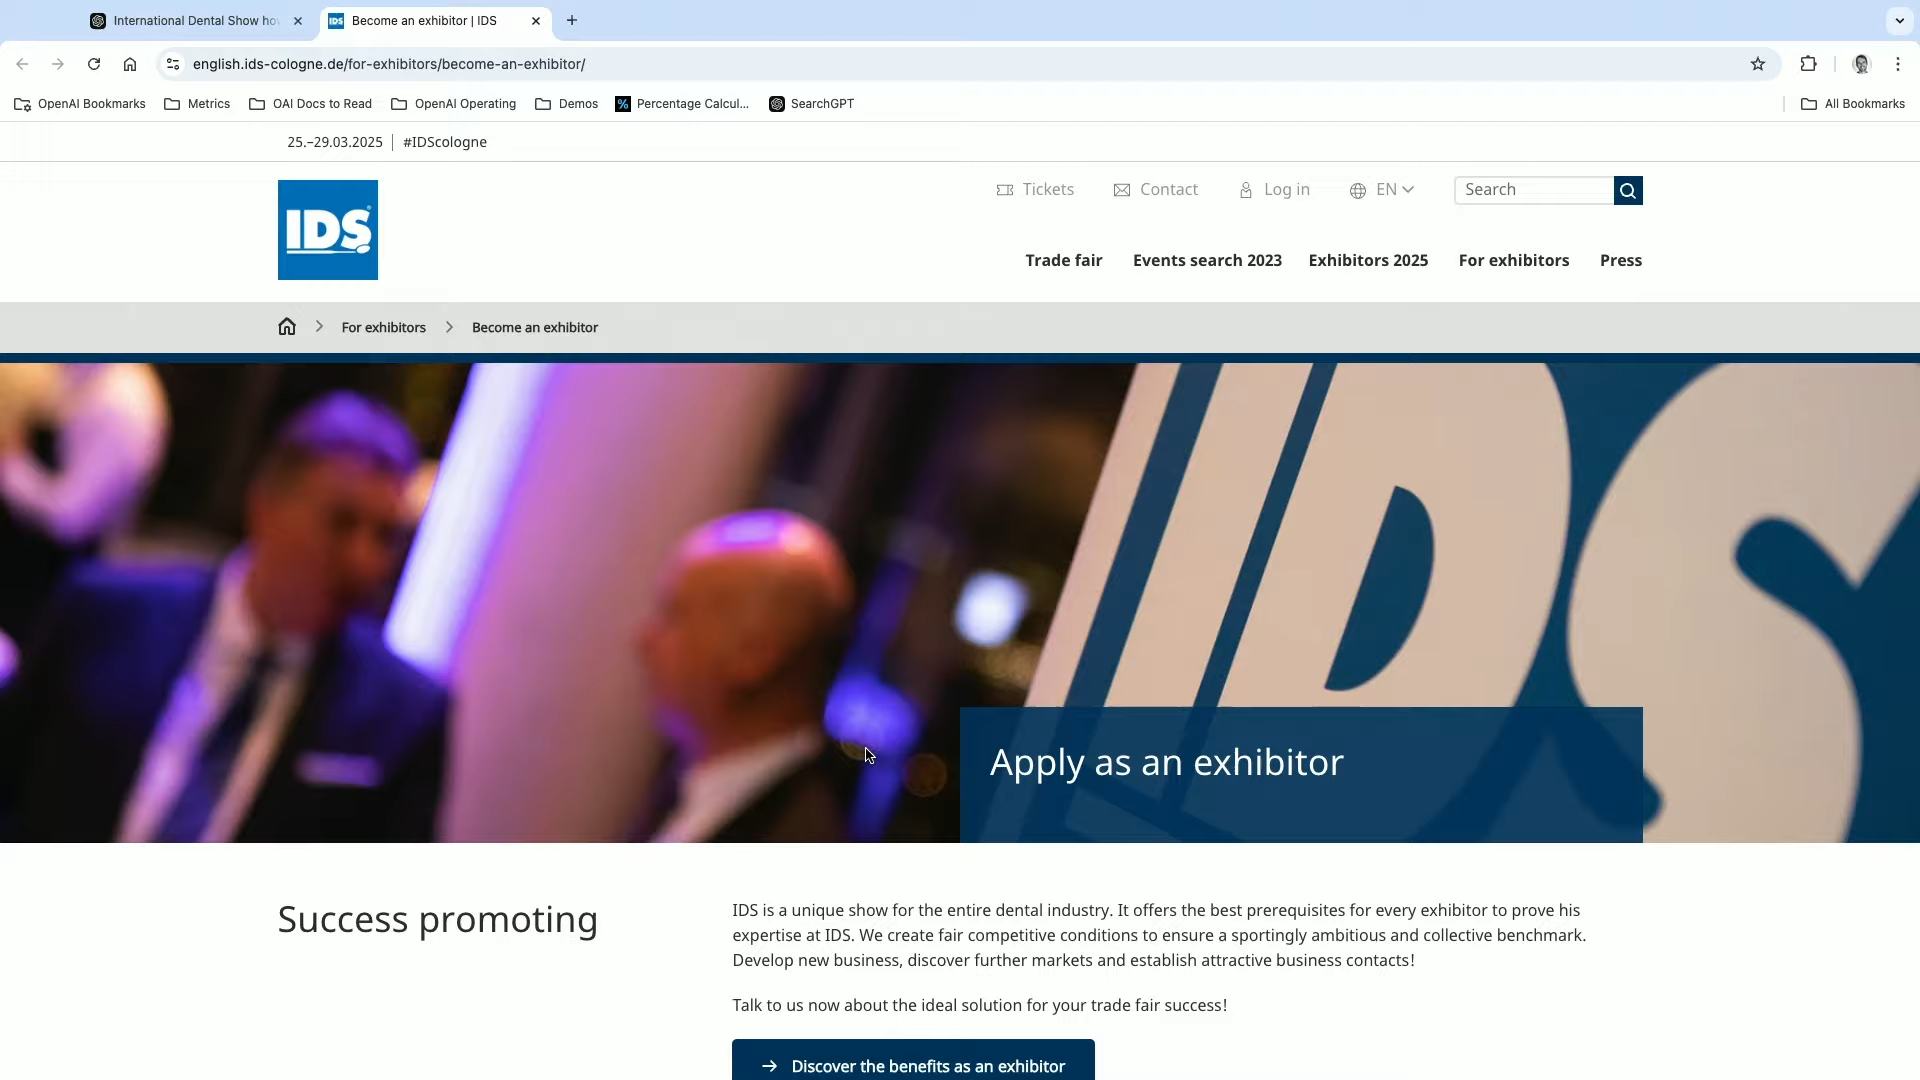 International Dental Show ho
Become an exhibitor | IDS
english.ids-cologne.de/for-exhibitors/become-an-exhibitor/
OpenAI Bookmarks
Metrics
OAI Docs to Read
OpenAI Operating
Demos
Percentage Calcul...
SearchGPT
All Bookmarks
25.–29.03.2025 | #IDScologne
IDS
Tickets
Contact
Log in
EN
Search
Trade fair
Events search 2023
Exhibitors 2025
For exhibitors
Press
For exhibitors
Become an exhibitor
IDS
Apply as an exhibitor
Success promoting
IDS is a unique show for the entire dental industry. It offers the best prerequisites for every exhibitor to prove his
expertise at IDS. We create fair competitive conditions to ensure a sportingly ambitious and collective benchmark.
Develop new business, discover further markets and establish attractive business contacts!
Talk to us now about the ideal solution for your trade fair success!
Discover the benefits as an exhibitor